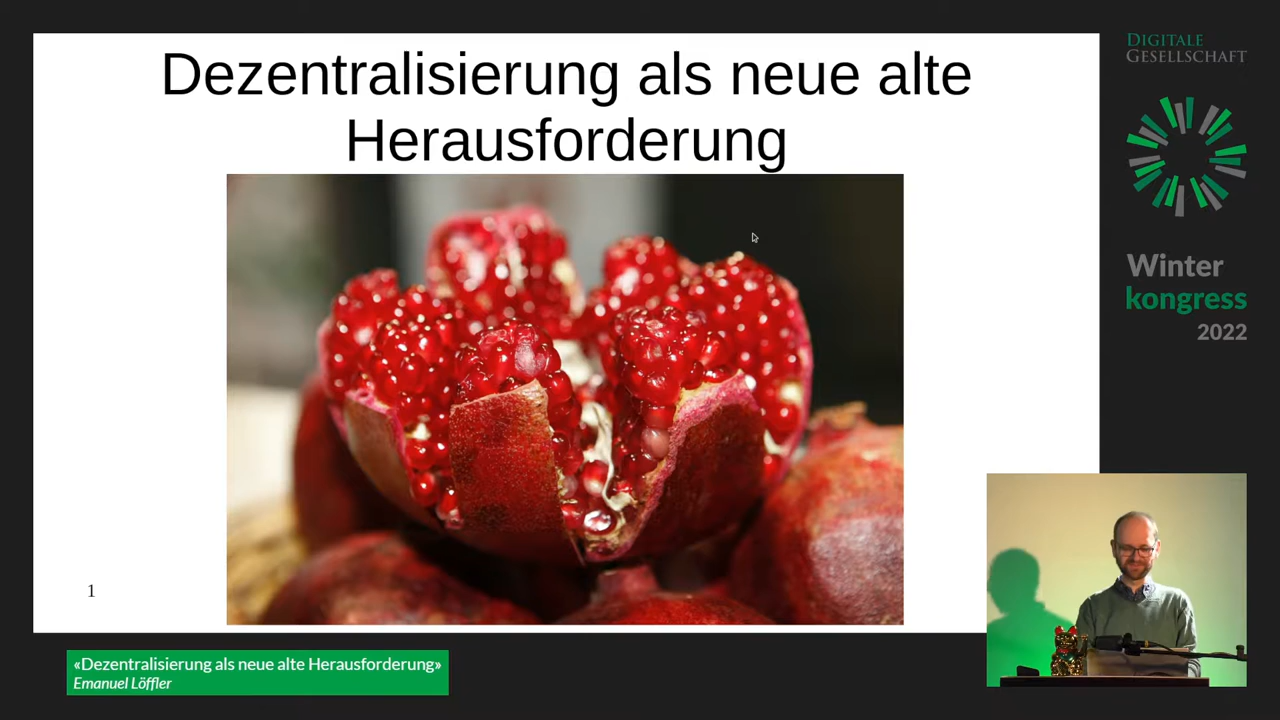 Dezentralisierung als neue alte
Herausforderung
1
«Dezentralisierung als neue alte Herausforderung»
Emanuel Löffler
DIGITALE
GESELLSCHAFT
Winter
kongress
2022